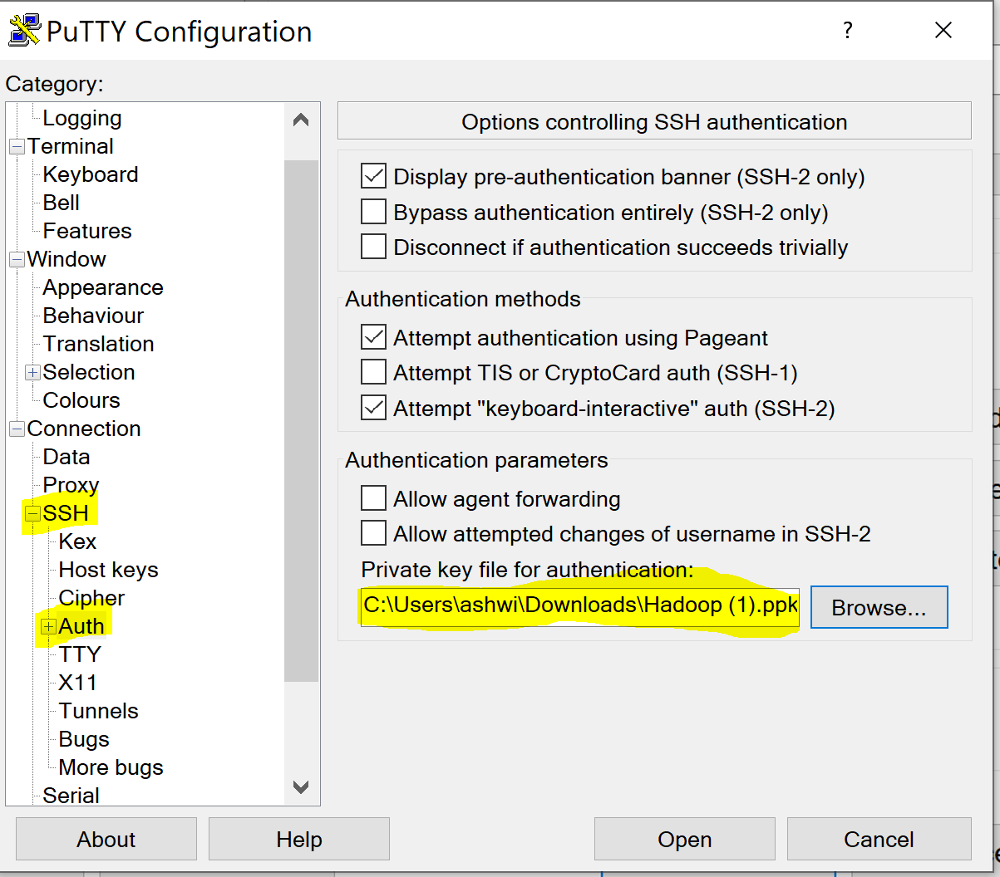 PuTTY Configuration
?
Category:
Logging
Terminal
Keyboard
Bell
Features
Window
Appearance
Behaviour
Translation
Selection
Colours
Connection
Data
Proxy
SSH
Kex
Host keys
Cipher
Auth
TTY
X11
Tunnels
Bugs
More bugs
Serial
Options controlling SSH authentication
Display pre-authentication banner (SSH-2 only)
Bypass authentication entirely (SSH-2 only)
Disconnect if authentication succeeds trivially
Authentication methods
Attempt authentication using Pageant
Attempt TIS or CryptoCard auth (SSH-1)
Attempt "keyboard-interactive" auth (SSH-2)
Authentication parameters
Allow agent forwarding
Allow attempted changes of username in SSH-2
Private key file for authentication:
C:\Users\ashwi\Downloads\Hadoop (1).ppk
Browse...
About
Help
Open
Cancel